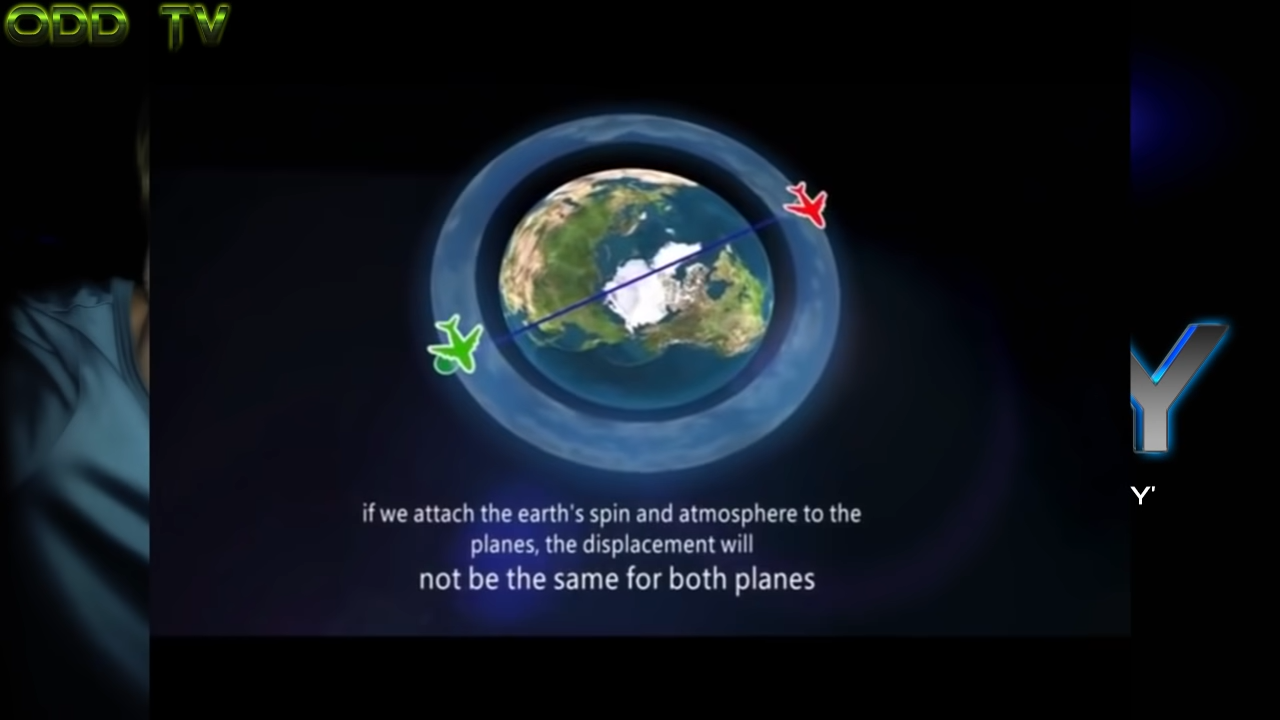 ODD TV
Y
Y'
if we attach the earth's spin and atmosphere to the
planes, the displacement will
not be the same for both planes